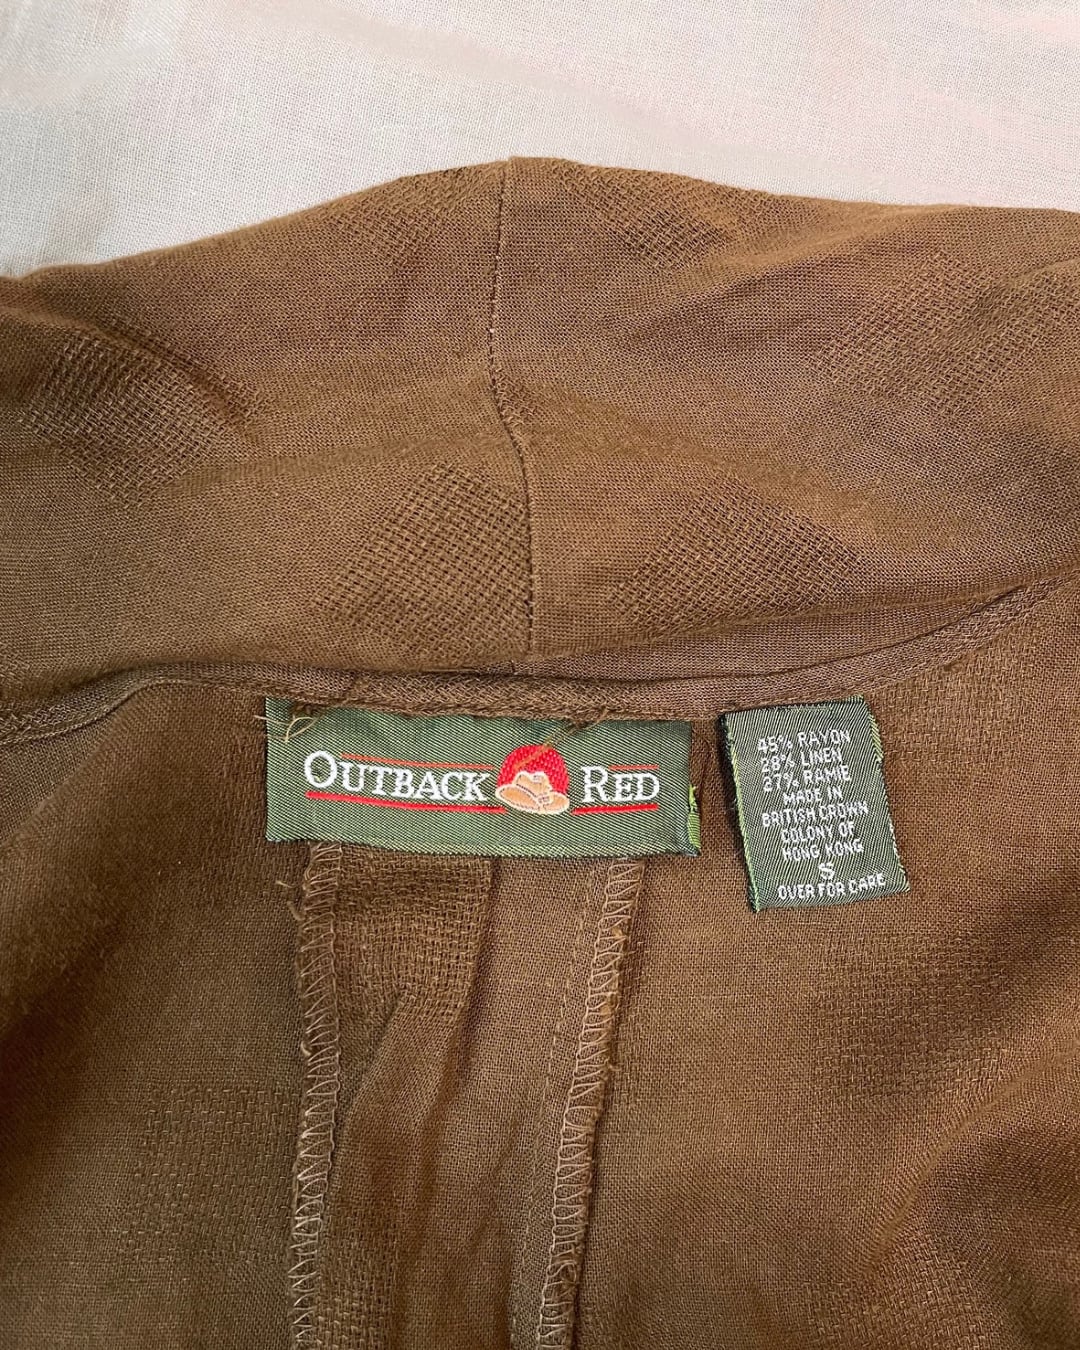 OUTBACK RED
45% RAYON
28% LINEN
27% RAMIE
MADE IN
BRITISH CROWN
COLONY OF
HONG KONG
S
OVER FOR CARE